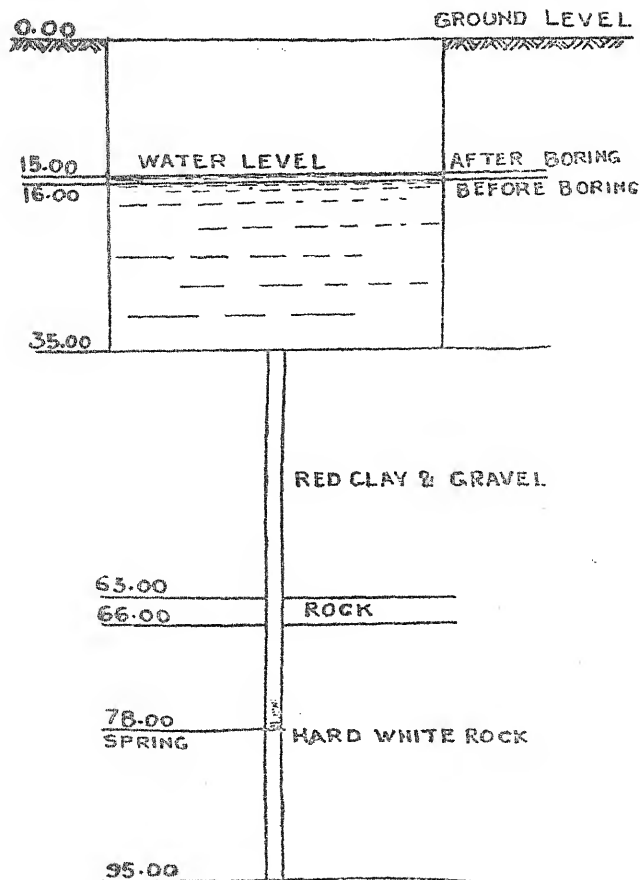 0.00 GROUND LEVEL
15.00 WATER LEVEL AFTER BORING
16.00 BEFORE BORING
35.00
RED CLAY & GRAVEL
63.00
ROCK
66.00
78.00
SPRING HARD WHITE ROCK
95.00